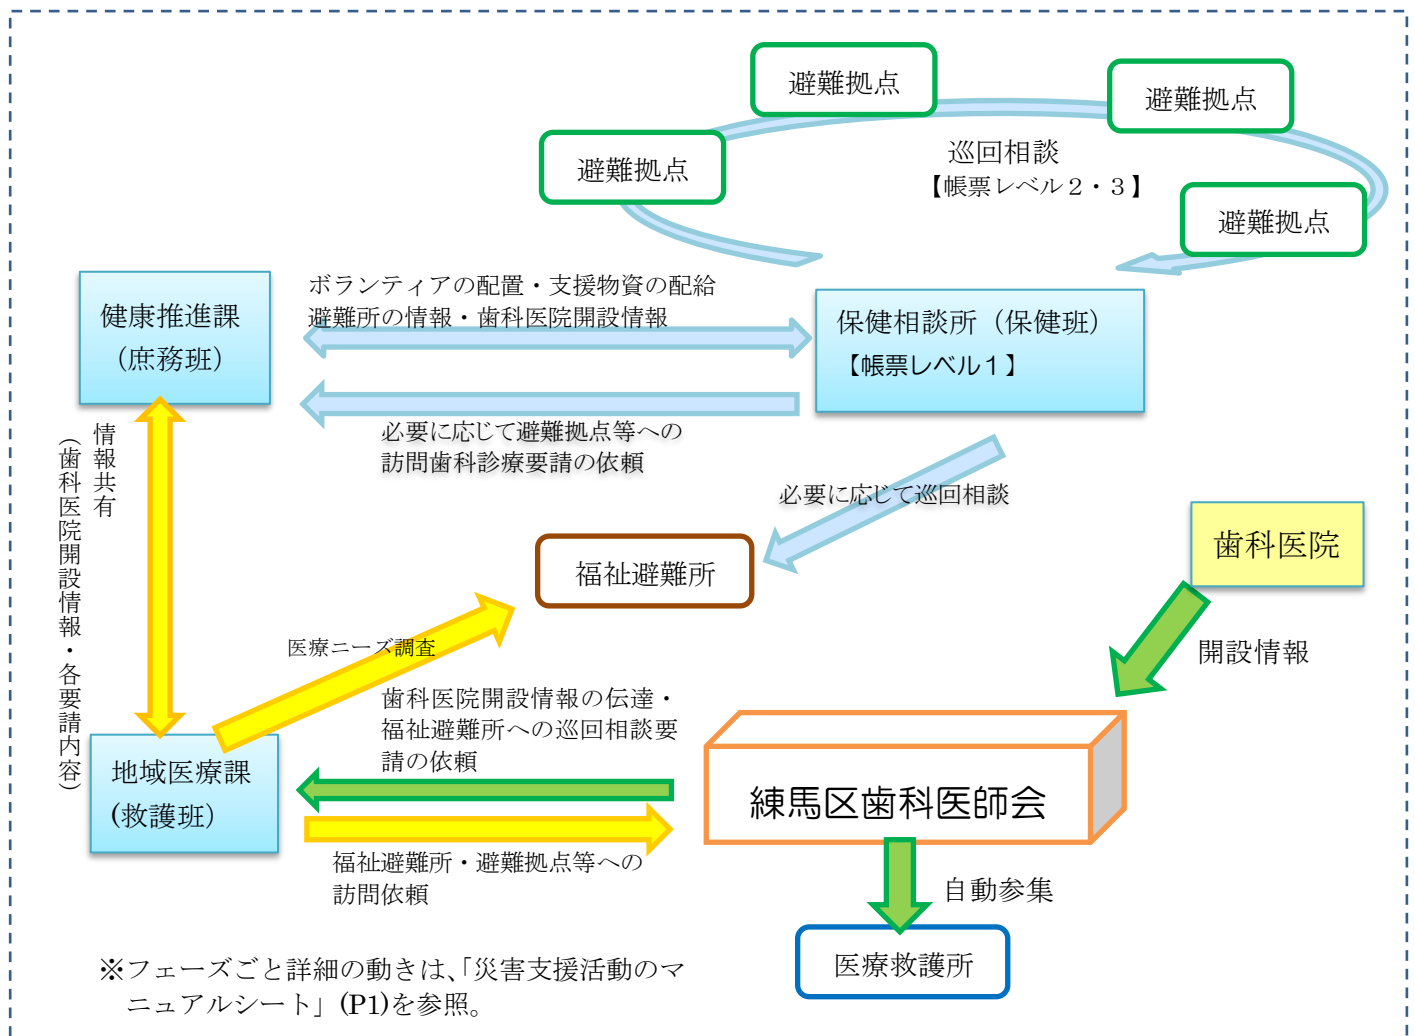 避難拠点
避難拠点
避難拠点
避難拠点
巡回相談
【帳票レベル２・３】
ボランティアの配置・支援物資の配給
避難所の情報・歯科医院開設情報
健康推進課
（庶務班）
保健相談所（保健班）
【帳票レベル１】
必要に応じて避難拠点等への
訪問歯科診療要請の依頼
情報共有
（歯科医院開設情報・各要請内容）
必要に応じて巡回相談
歯科医院
福祉避難所
開設情報
医療ニーズ調査
歯科医院開設情報の伝達・
福祉避難所への巡回相談要
請の依頼
地域医療課
(救護班）
練馬区歯科医師会
福祉避難所・避難拠点等への
訪問依頼
自動参集
医療救護所
※フェーズごと詳細の動きは、「災害支援活動のマ
ニュアルシート」(P1)を参照。